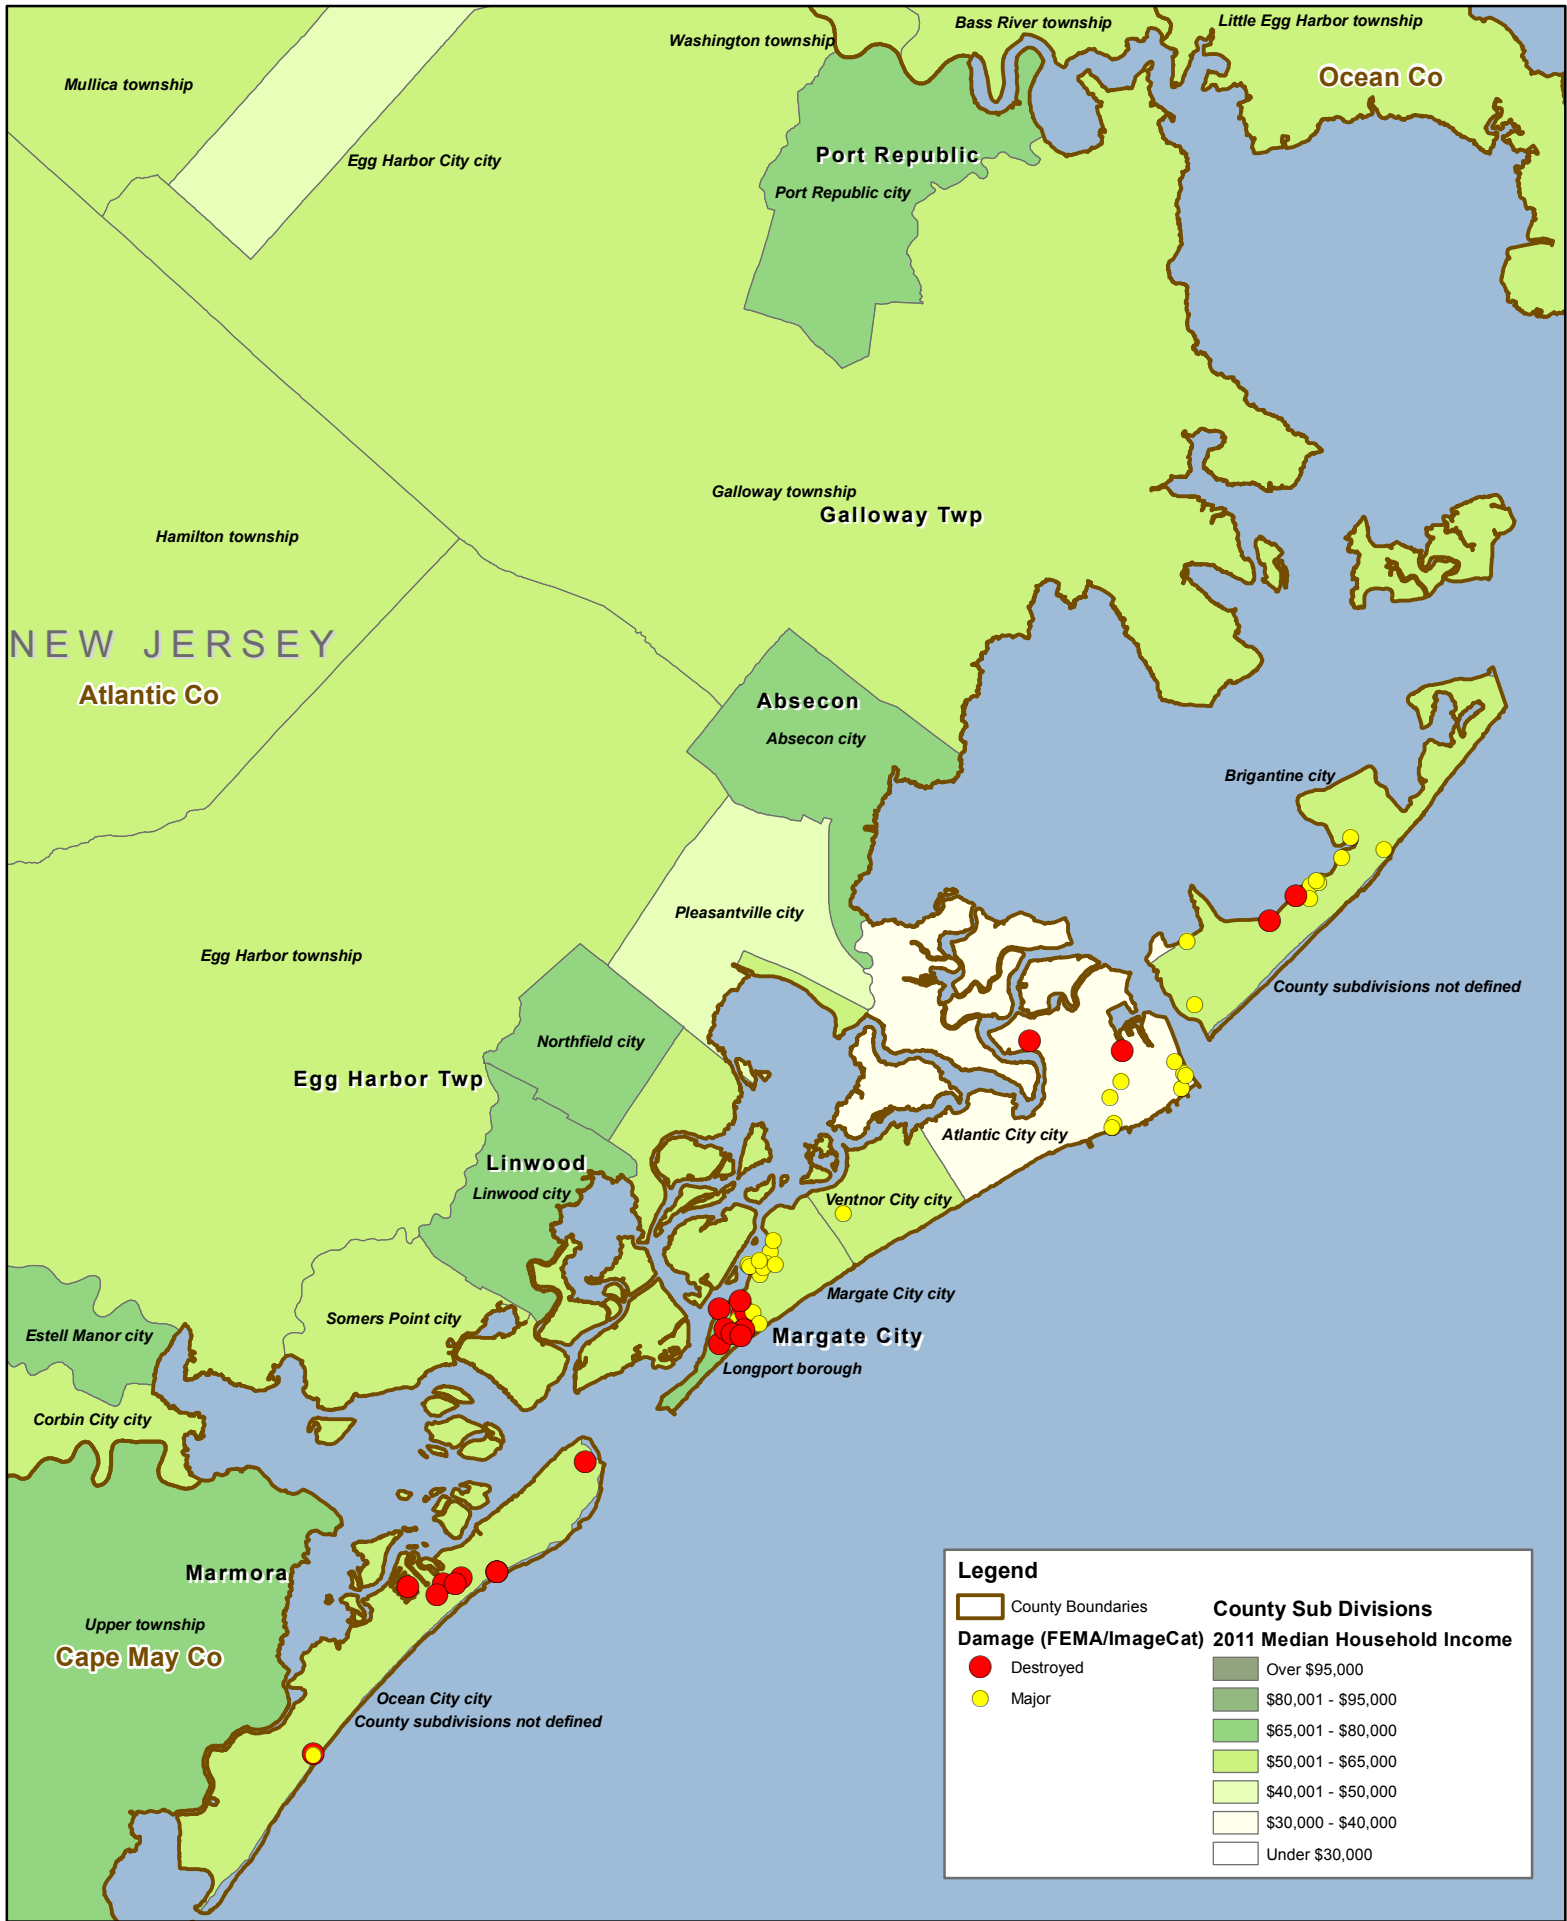 Bass River township
Little Egg Harbor township
Washington township
Ocean Co
Mullica township
Egg Harbor City city
Port Republic
Port Republic city
Galloway township
Galloway Twp
Hamilton township
NEW JERSEY
Atlantic Co
Absecon
Absecon city
Brigantine city
Pleasantville city
Egg Harbor township
County subdivisions not defined
Northfield city
Egg Harbor Twp
Atlantic City city
Linwood
Linwood city
Ventnor City city
Margate City city
Somers Point city
Estell Manor city
Margate City
Longport borough
Corbin City city
Marmora
Upper township
Cape May Co
Ocean City city
County subdivisions not defined
Legend
County Boundaries
Damage (FEMA/ImageCat)
Destroyed
Major
County Sub Divisions
2011 Median Household Income
Over $95,000
$80,001 - $95,000
$65,001 - $80,000
$50,001 - $65,000
$40,001 - $50,000
$30,000 - $40,000
Under $30,000